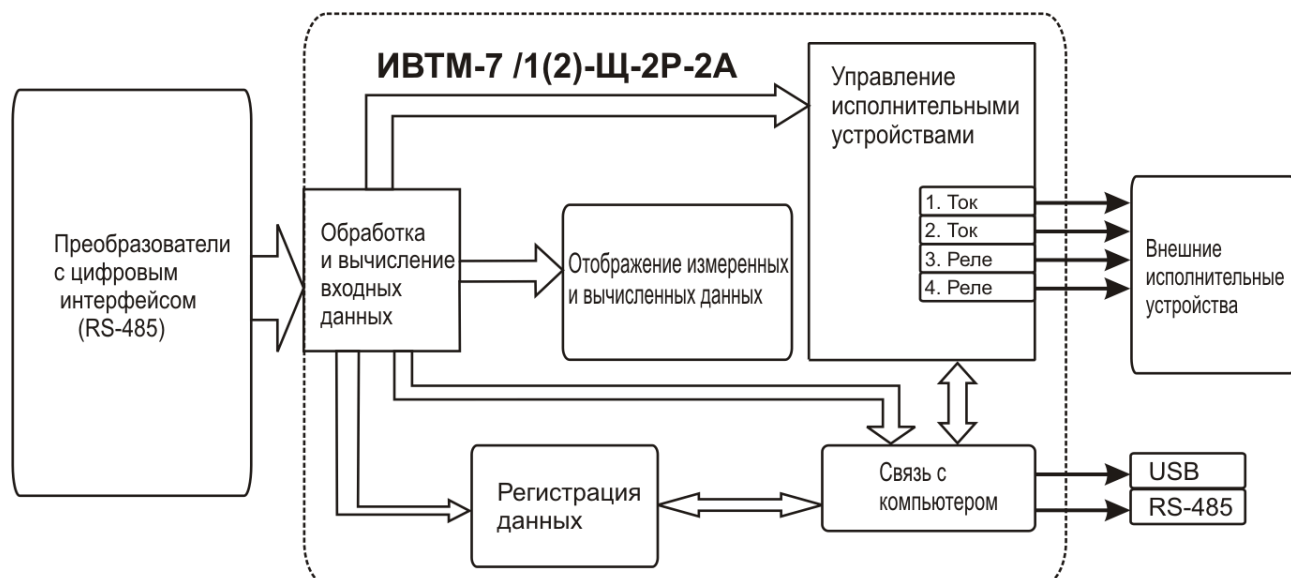 ИВТМ-7 /1(2)-Щ-2Р-2А
Преобразователи
с цифровым
интерфейсом
(RS-485)
Обработка
и вычисление
входных
данных
Отображение измеренных
и вычисленных данных
Управление
исполнительными
устройствами
1. Ток
2. Ток
3. Реле
4. Реле
Внешние
исполнительные
устройства
Регистрация
данных
Связь с
компьютером
USB
RS-485